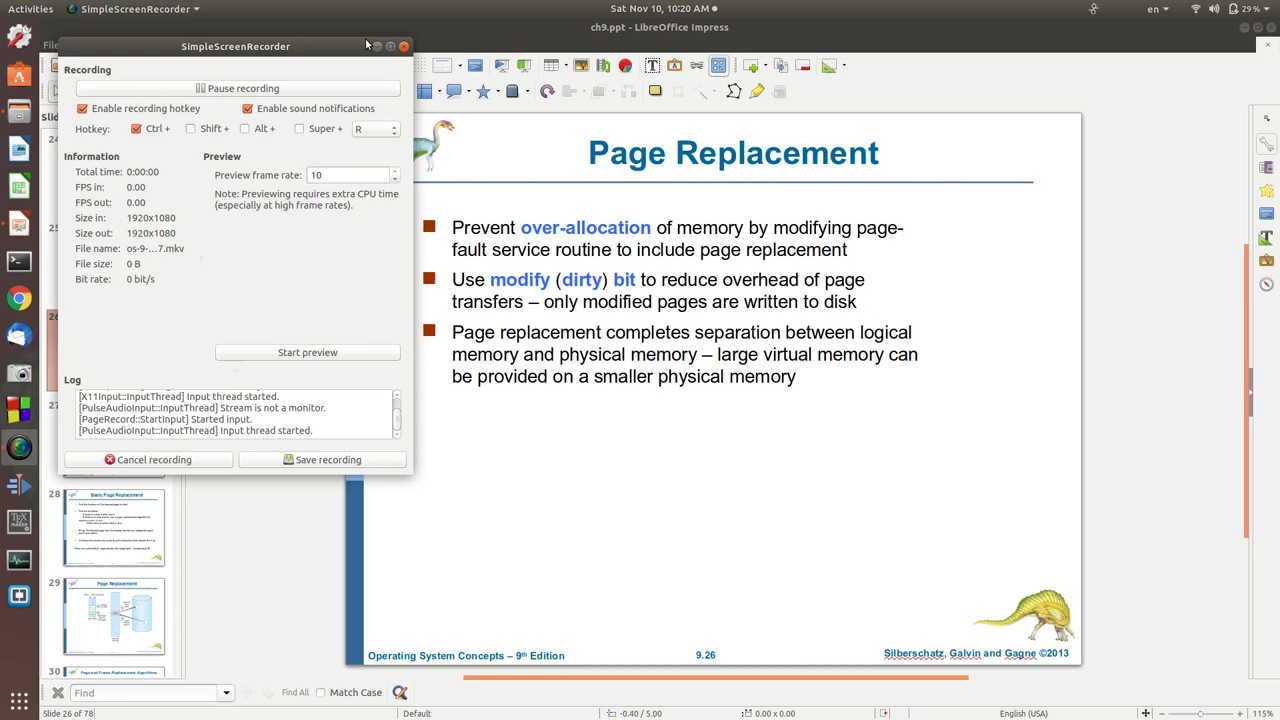 Activities
SimpleScreenRecorder
Sat Nov 10, 10:20 AM
en
29 %
ch9.ppt - LibreOffice Impress
SimpleScreenRecorder
Recording
Pause recording
Enable recording hotkey
Enable sound notifications
Hotkey:
Ctrl +
Shift +
Alt +
Super +
R
Information
Total time: 0:00:00
FPS in: 0.00
FPS out: 0.00
Size in: 1920x1080
Size out: 1920x1080
File name: os-9-...7.mkv
File size: 0 B
Bit rate: 0 bit/s
Preview
Preview frame rate: 10
Note: Previewing requires extra CPU time
(especially at high frame rates).
Start preview
Log
[X11Input::InputThread] Input thread started.
[PulseAudioInput::InputThread] Stream is not a monitor.
[PageRecord::StartInput] Started input.
[PulseAudioInput::InputThread] Input thread started.
Cancel recording
Save recording
Page Replacement
Prevent over-allocation of memory by modifying page-
fault service routine to include page replacement
Use modify (dirty) bit to reduce overhead of page
transfers – only modified pages are written to disk
Page replacement completes separation between logical
memory and physical memory – large virtual memory can
be provided on a smaller physical memory
Operating System Concepts – 9th Edition
9.26
Silberschatz, Galvin and Gagne ©2013
28
Basic Page Replacement
29
Page Replacement
30
Page and Frame Replacement Algorithms
Find
Find All
Match Case
Slide 26 of 78
Default
-0.40 / 5.00
0.00 x 0.00
English (USA)
115%